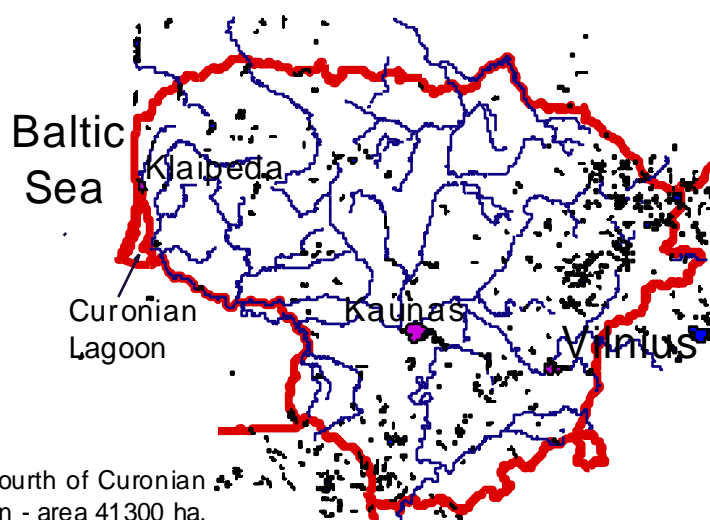 Baltic
Sea
Klaipeda
Curonian
Lagoon
Kaunas
Vilnius
ourth of Curonian
n - area 41300 ha.